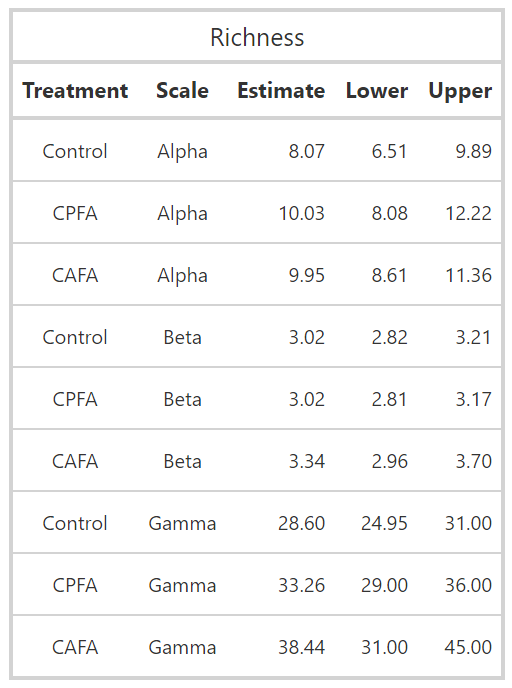 Richness
Treatment Scale Estimate Lower Upper
Control Alpha 8.07 6.51 9.89
CPFA Alpha 10.03 8.08 12.22
CAFA Alpha 9.95 8.61 11.36
Control Beta 3.02 2.82 3.21
CPFA Beta 3.02 2.81 3.17
CAFA Beta 3.34 2.96 3.70
Control Gamma 28.60 24.95 31.00
CPFA Gamma 33.26 29.00 36.00
CAFA Gamma 38.44 31.00 45.00